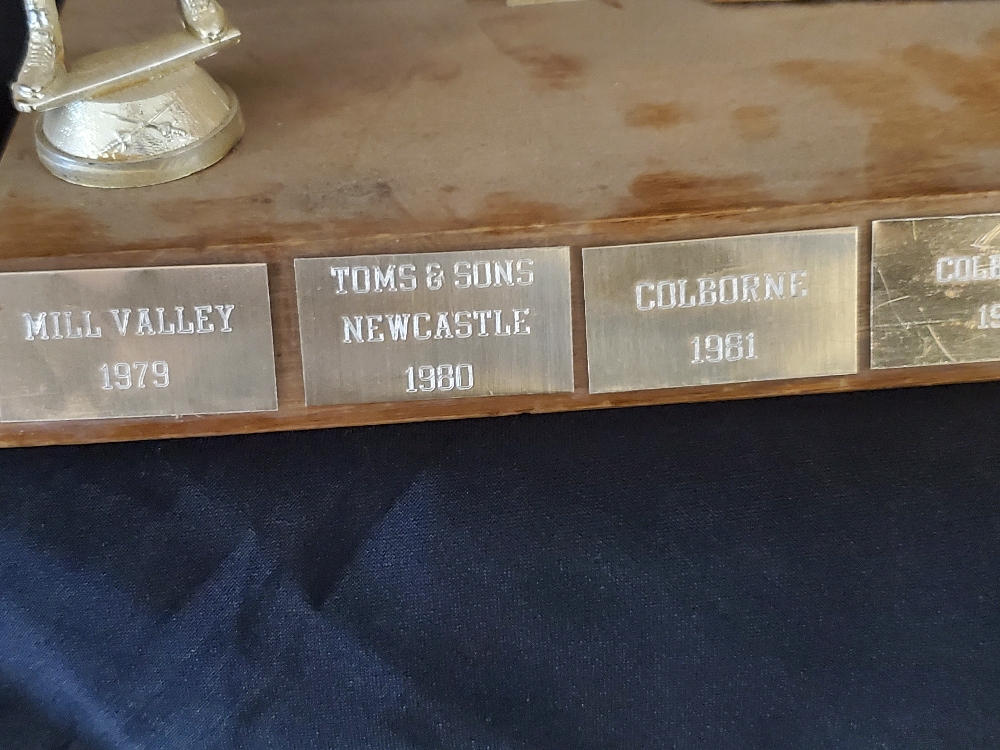 MILL VALLEY
1979
TOMS & SONS
NEWCASTLE
1980
COLBORNE
1981